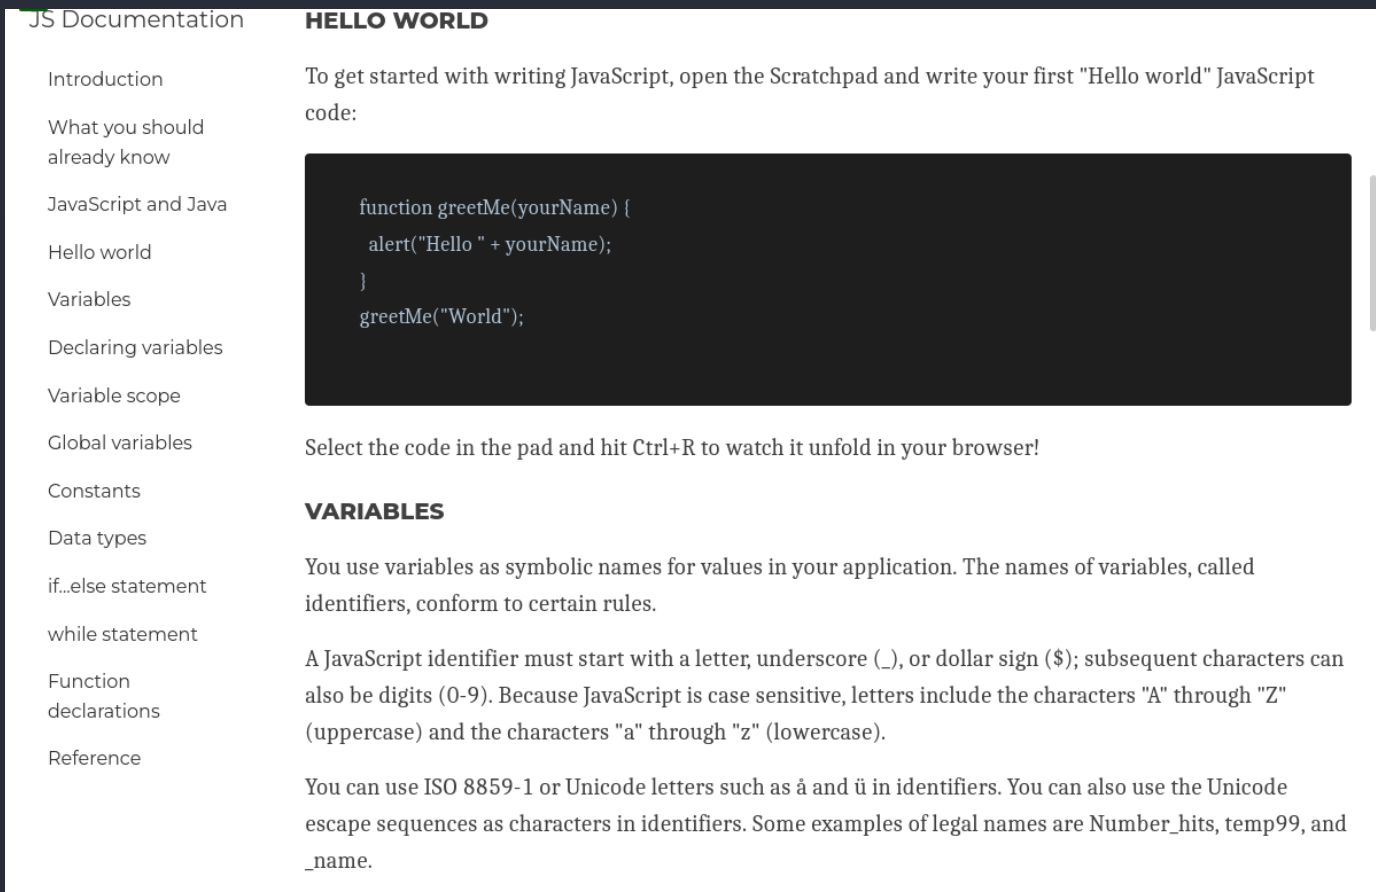 JS Documentation
Introduction
What you should
already know
JavaScript and Java
Hello world
Variables
Declaring variables
Variable scope
Global variables
Constants
Data types
if...else statement
while statement
Function
declarations
Reference
HELLO WORLD
To get started with writing JavaScript, open the Scratchpad and write your first "Hello world" JavaScript
code:
function greetMe(yourName) {
  alert("Hello " + yourName);
}
greetMe("World");
Select the code in the pad and hit Ctrl+R to watch it unfold in your browser!
VARIABLES
You use variables as symbolic names for values in your application. The names of variables, called
identifiers, conform to certain rules.
A JavaScript identifier must start with a letter, underscore (_), or dollar sign ($); subsequent characters can
also be digits (0-9). Because JavaScript is case sensitive, letters include the characters "A" through "Z"
(uppercase) and the characters "a" through "z" (lowercase).
You can use ISO 8859-1 or Unicode letters such as å and ü in identifiers. You can also use the Unicode
escape sequences as characters in identifiers. Some examples of legal names are Number_hits, temp99, and
_name.